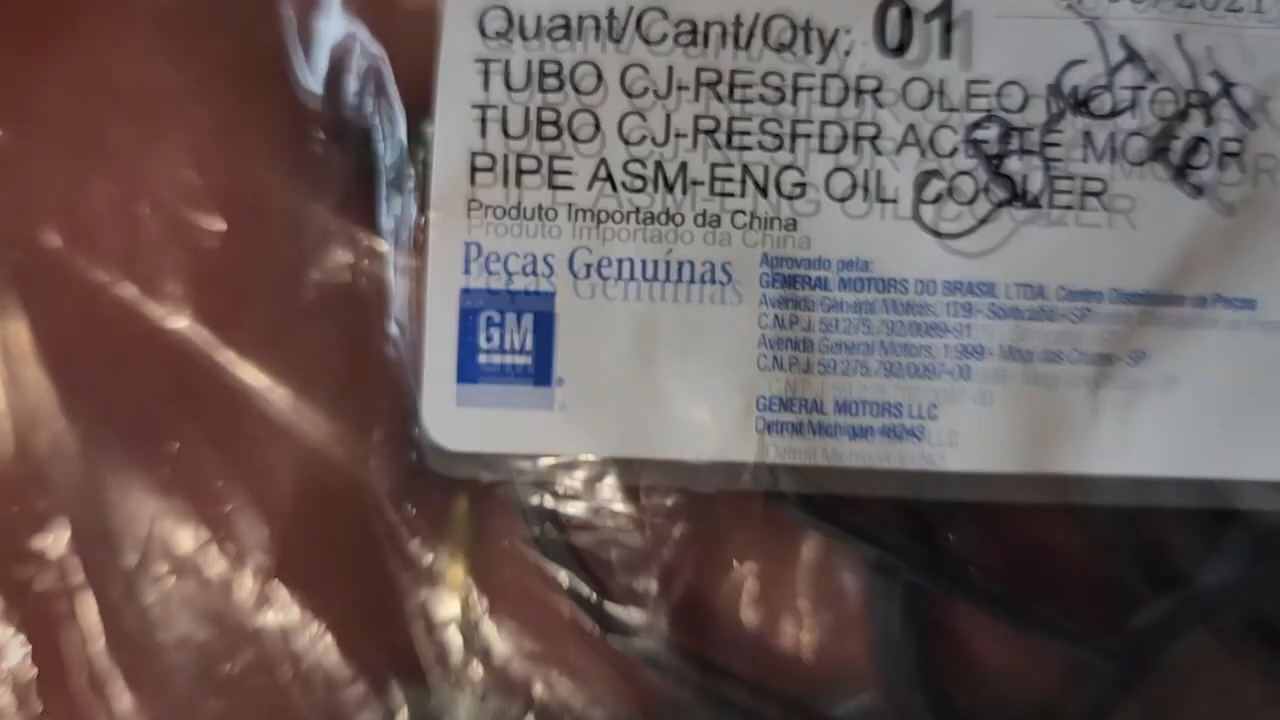 Quant/Cant/Qty: 01
TUBO CJ-RESFDR OLEO MOTOR
TUBO CJ-RESFDR ACEITE MOTOR
PIPE ASM-ENG OIL COOLER
Produto Importado da China
Peças Genuínas
GM
Aprovado pela:
GENERAL MOTORS DO BRASIL LTDA. Centro Distribuidor de Peças
Avenida General Motors, 129 - Sorocaba - SP
C.N.P.J. 59.275.792/0089-91
Avenida General Motors, 1.999 - Mogi das Cruzes - SP
C.N.P.J. 59.275.792/0097-00
GENERAL MOTORS LLC
Detroit Michigan 48243